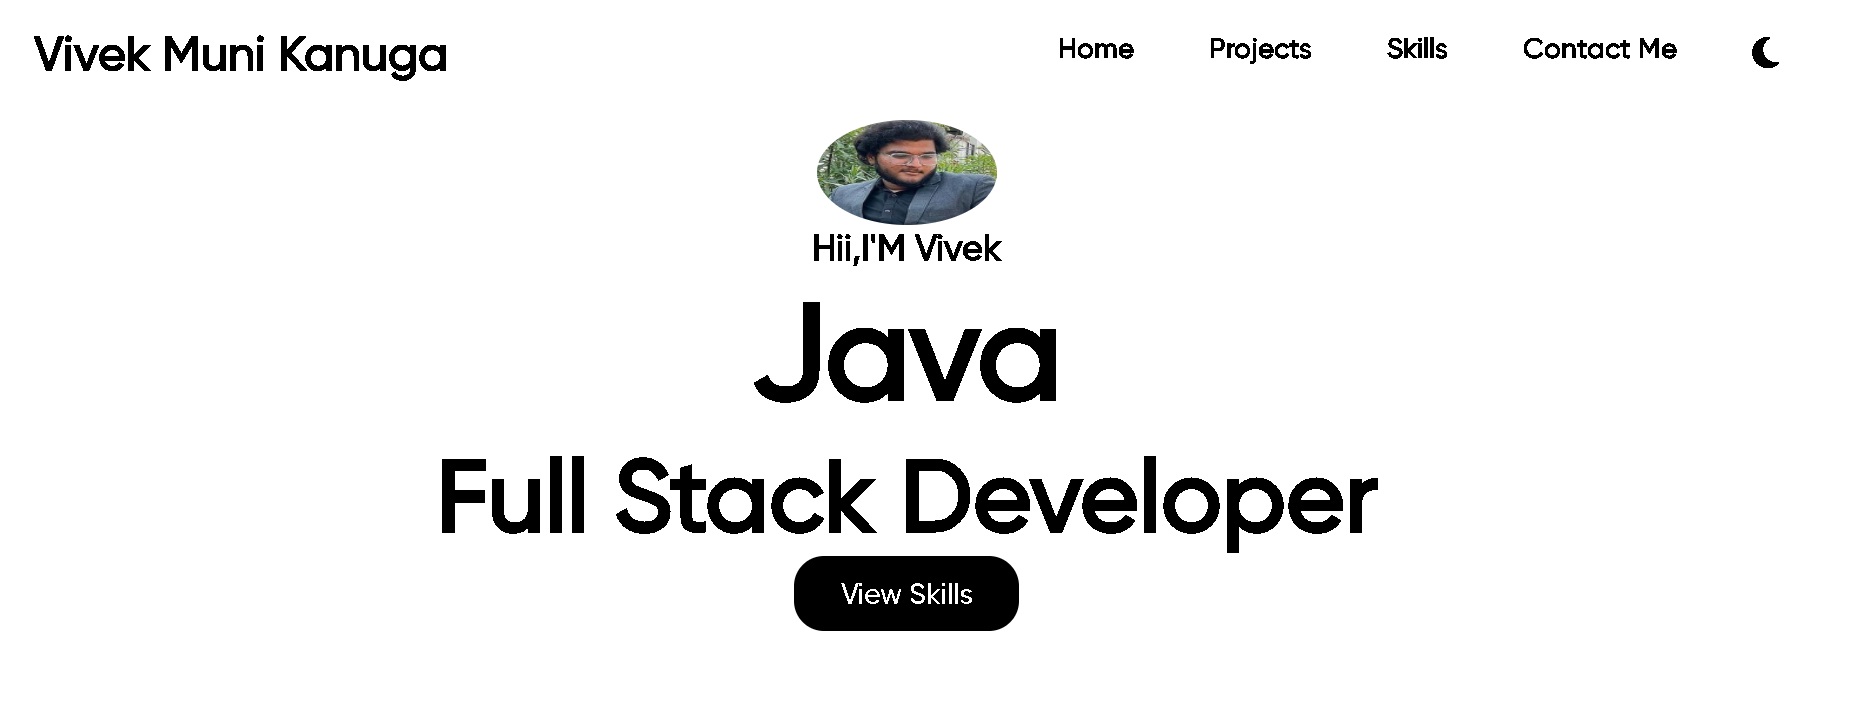 Vivek Muni Kanuga
Home Projects Skills Contact Me
Hii,I'M Vivek
Java
Full Stack Developer
View Skills